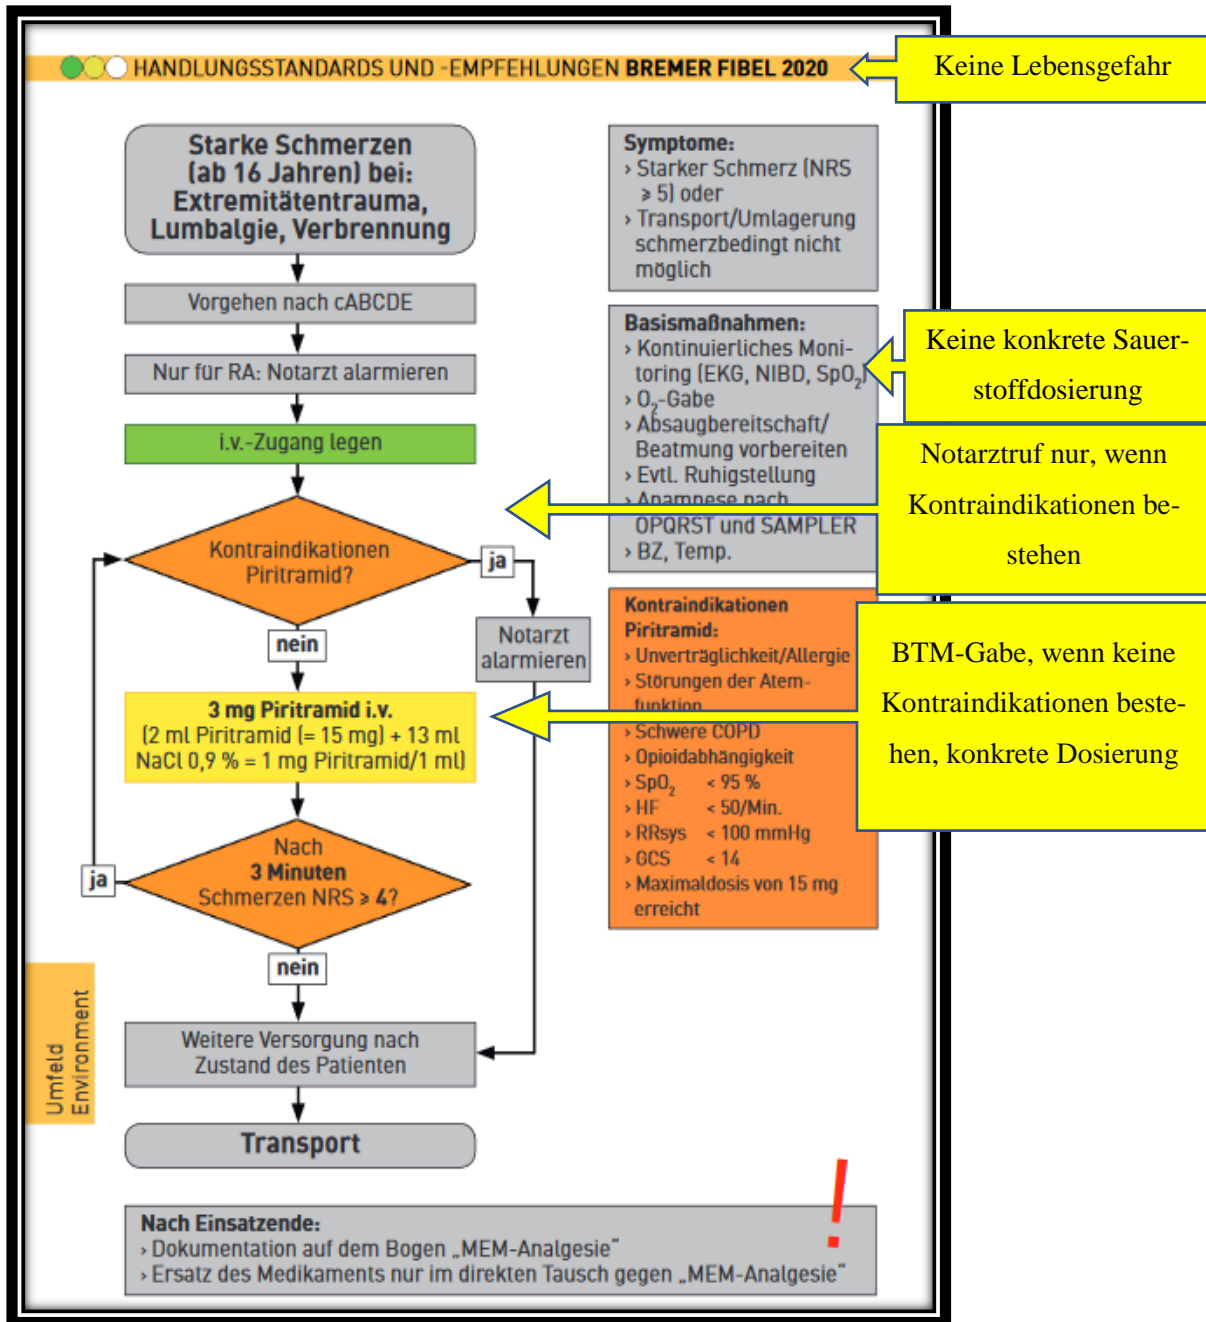 HANDLUNGSSTANDARDS UND -EMPFEHLUNGEN BREMER FIBEL 2020
Keine Lebensgefahr
Starke Schmerzen
(ab 16 Jahren) bei:
Extremitätentrauma,
Lumbalgie, Verbrennung
Vorgehen nach cABCDE
Nur für RA: Notarzt alarmieren
i.v.-Zugang legen
Kontraindikationen
Piritramid?
ja
nein
Notarzt
alarmieren
3 mg Piritramid i.v.
(2 ml Piritramid (= 15 mg) + 13 ml
NaCl 0,9 % = 1 mg Piritramid/1 ml)
Nach
3 Minuten
Schmerzen NRS ≥ 4?
ja
nein
Weitere Versorgung nach
Zustand des Patienten
Transport
Umfeld
Environment
Symptome:
› Starker Schmerz (NRS
≥ 5) oder
› Transport/Umlagerung
schmerzbedingt nicht
möglich
Basismaßnahmen:
› Kontinuierliches Moni-
toring (EKG, NIBD, SpO₂)
› O₂-Gabe
› Absaugbereitschaft/
Beatmung vorbereiten
› Evtl. Ruhigstellung
› Anamnese nach
OPQRST und SAMPLER
› BZ, Temp.
Kontraindikationen
Piritramid:
› Unverträglichkeit/Allergie
› Störungen der Atem-
funktion
› Schwere COPD
› Opioidabhängigkeit
› SpO₂ < 95 %
› HF < 50/Min.
› RRsys < 100 mmHg
› GCS < 14
› Maximaldosis von 15 mg
erreicht
Keine konkrete Sauer-
stoffdosierung
Notarztruf nur, wenn
Kontraindikationen be-
stehen
BTM-Gabe, wenn keine
Kontraindikationen beste-
hen, konkrete Dosierung
!
Nach Einsatzende:
› Dokumentation auf dem Bogen „MEM-Analgesie“
› Ersatz des Medikaments nur im direkten Tausch gegen „MEM-Analgesie“